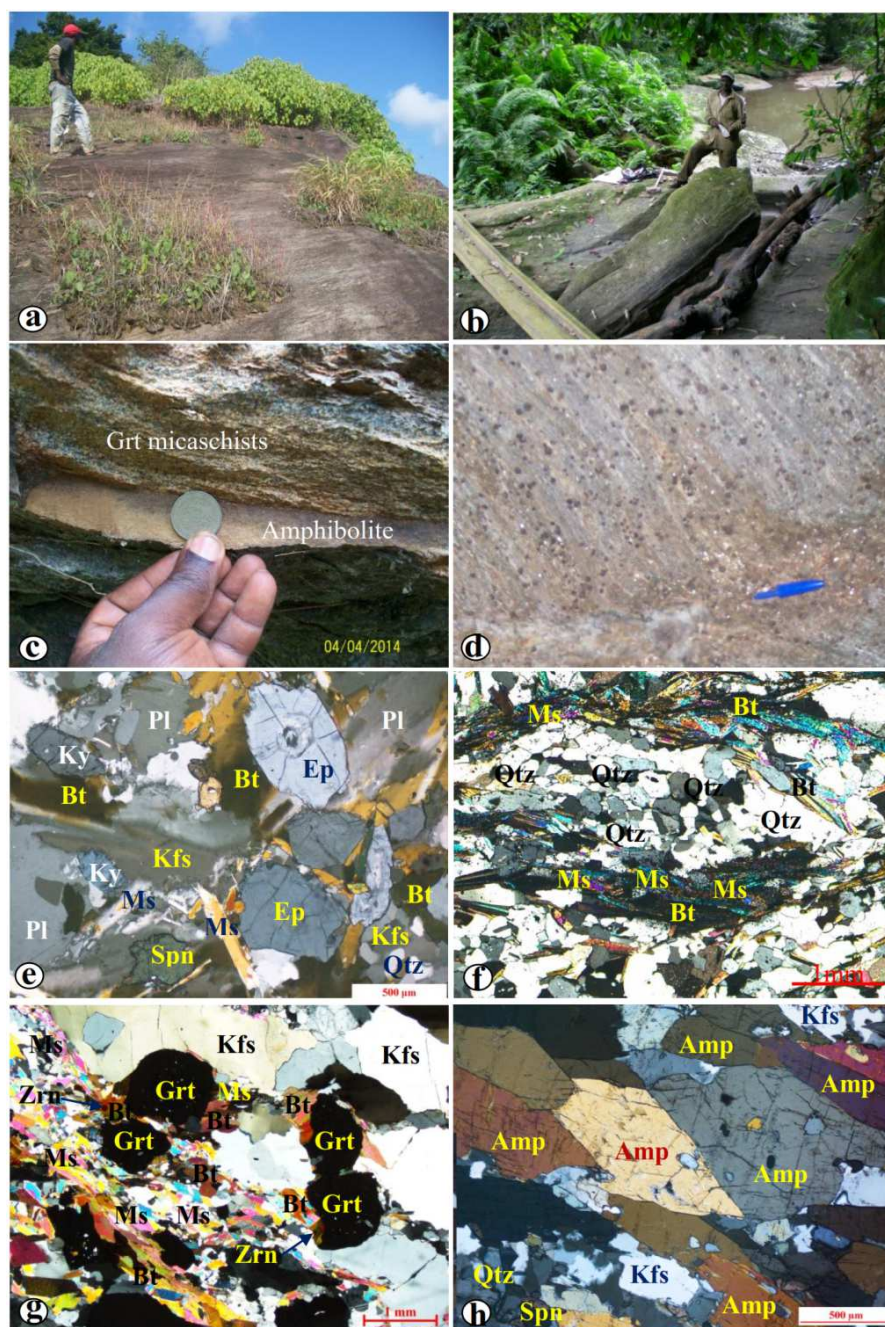 a
b
Grt micaschists
Amphibolite
04/04/2014
c
d
Pl
Pl
Ky
Bt
Bt
Ep
Kfs
Ky
Ms
Ms
Ep
Bt
Pl
Spn
Kfs
Qtz
e
500 µm
Ms
Bt
Qtz
Qtz
Qtz
Bt
Qtz
Qtz
Ms
Ms
Ms
Bt
f
1mm
Ms
Kfs
Kfs
Zrn
Grt
Ms
Bt
Bt
Bt
Grt
Grt
Ms
Bt
Ms
Ms
Bt
Grt
Zrn
Bt
g
1 mm
Kfs
Amp
Amp
Amp
Amp
Amp
Qtz
Kfs
Spn
Amp
h
500 µm